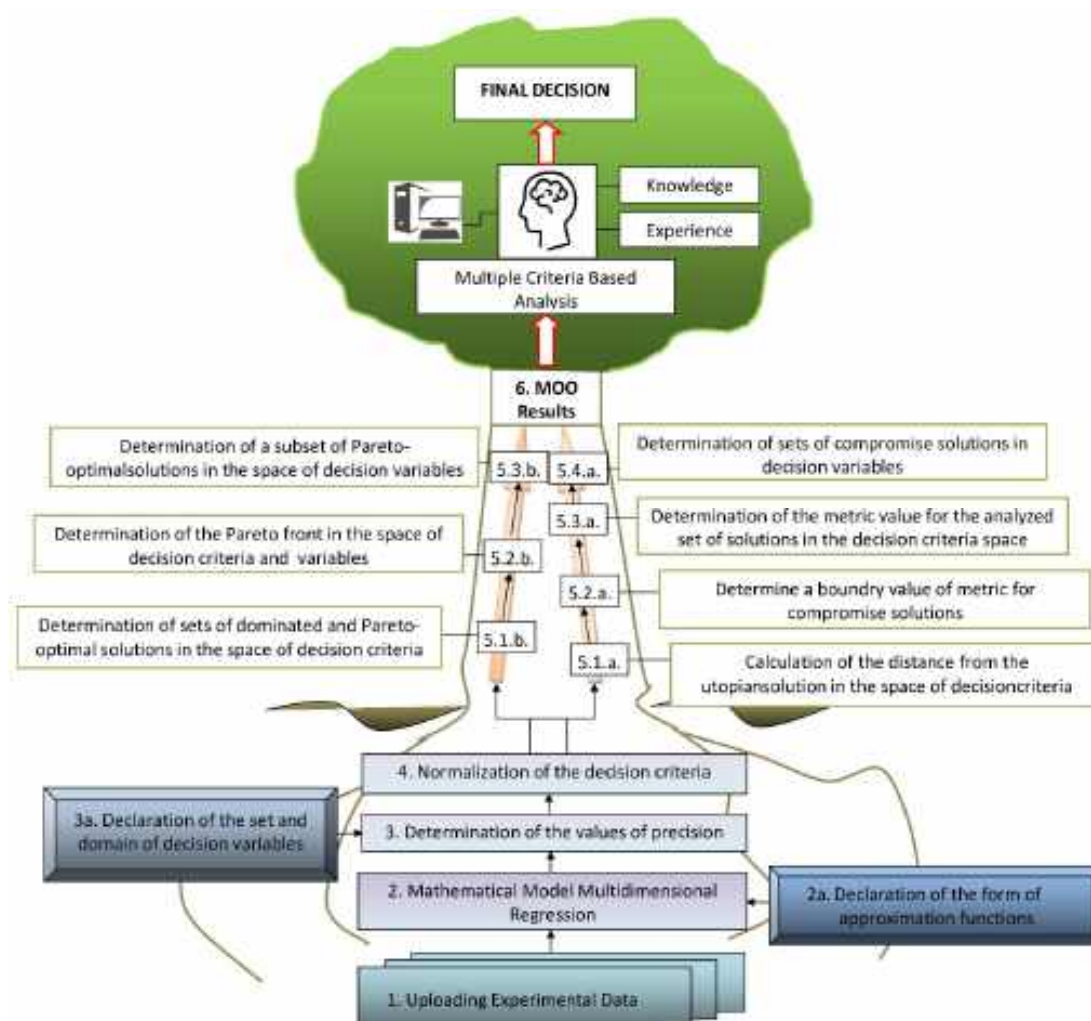 FINAL DECISION
Knowledge
Experience
Multiple Criteria Based
Analysis
6. MOO
Results
Determination of a subset of Pareto-
optimalsolutions in the space of decision variables
5.3.b.
5.4.a.
Determination of sets of compromise solutions in
decision variables
Determination of the Pareto front in the space of
decision criteria and variables
5.2.b.
5.3.a.
Determination of the metric value for the analyzed
set of solutions in the decision criteria space
5.2.a.
Determine a boundry value of metric for
compromise solutions
Determination of sets of dominated and Pareto-
optimal solutions in the space of decision criteria
5.1.b.
5.1.a.
Calculation of the distance from the
utopiansolution in the space of decisioncriteria
4. Normalization of the decision criteria
3a. Declaration of the set and
domain of decision variables
3. Determination of the values of precision
2. Mathematical Model Multidimensional
Regression
2a. Declaration of the form of
approximation functions
1. Uploading Experimental Data